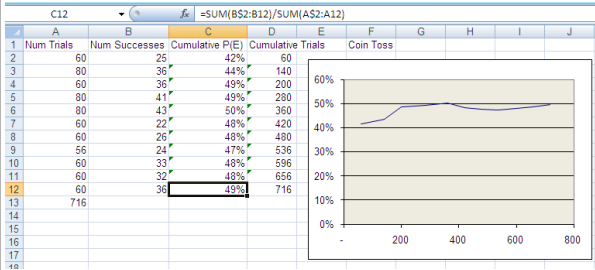 C12 fx =SUM(B$2:B12)/SUM(A$2:A12)
A B C D E F G H I J
1 Num Trials Num Successes Cumulative P(E) Cumulative Trials Coin Toss
2 60 25 42% 60
3 80 36 44% 140
4 60 36 49% 200
5 80 41 49% 280
6 80 43 50% 360
7 60 22 48% 420
8 60 26 48% 480
9 56 24 47% 536
10 60 33 48% 596
11 60 32 48% 656
12 60 36 49% 716
13 716
14
15
16
17
18
60%
50%
40%
30%
20%
10%
0%
- 200 400 600 800